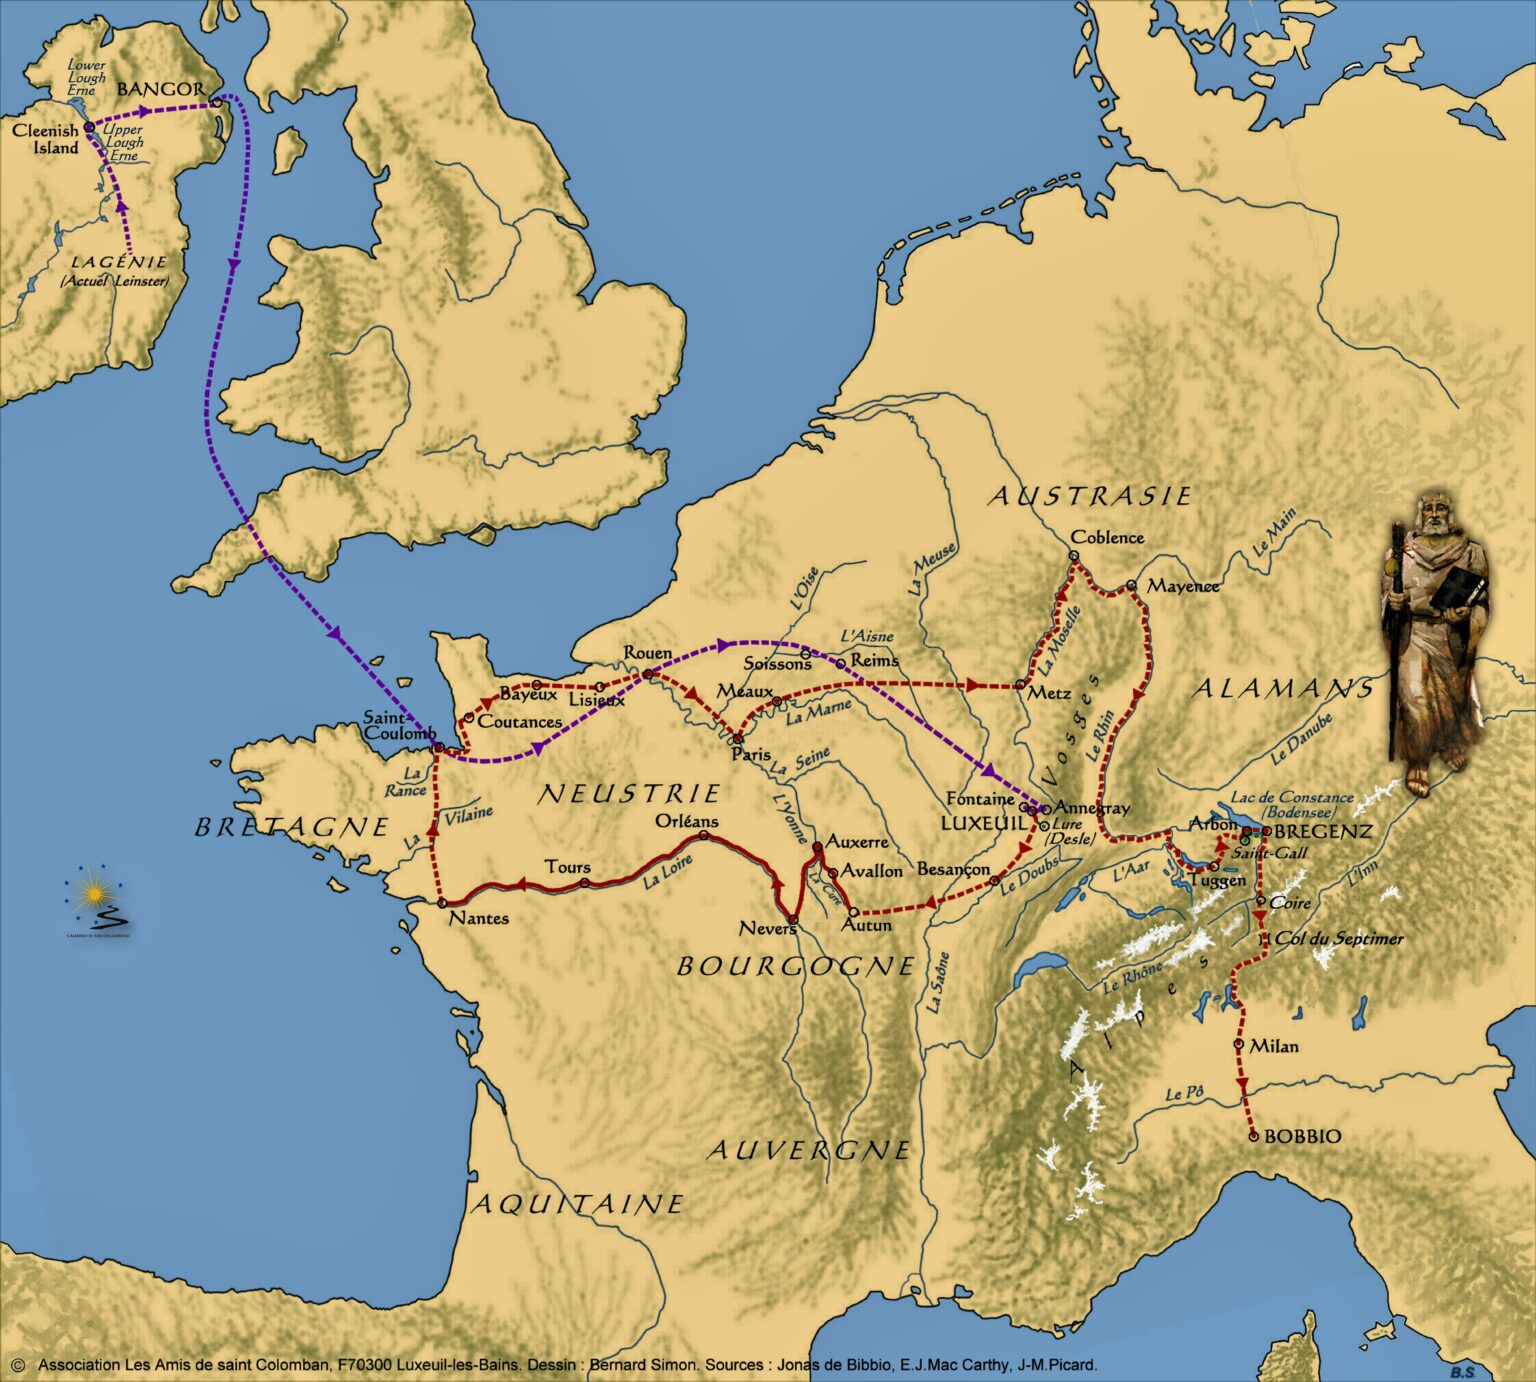 Lower
Lough
Erne
BANGOR
Cleenish
Island
Upper
Lough
Erne
LAGÉNIE
(Actuel Leinster)
AUSTRASIE
Coblence
Le Main
Mayence
La Meuse
L'Oise
L'Aisne
La Moselle
Rouen
Soissons
Reims
Bayeux
Lisieux
Meaux
Metz
La Marne
Saint-
Coulomb
Coutances
Paris
La Seine
Vosges
Le Rhin
ALAMANS
Le Danube
La
Rance
NEUSTRIE
BRETAGNE
La Vilaine
L'Yonne
Orléans
Fontaine
Annegray
LUXEUIL
Lure
(Desle)
Lac de Constance
(Bodensee)
Arbon
BREGENZ
Saint-Gall
Auxerre
Avallon
La Cure
Besançon
Le Doubs
L'Aar
Tuggen
L'Inn
Tours
La Loire
Nantes
Nevers
Autun
Coire
Col du Septimer
BOURGOGNE
La Saône
Le Rhône
Alpes
Milan
Le Pô
BOBBIO
AUVERGNE
AQUITAINE
© Association Les Amis de saint Colomban, F70300 Luxeuil-les-Bains. Dessin : Bernard Simon. Sources : Jonas de Bibbio, E.J.Mac Carthy, J-M.Picard.
B.S